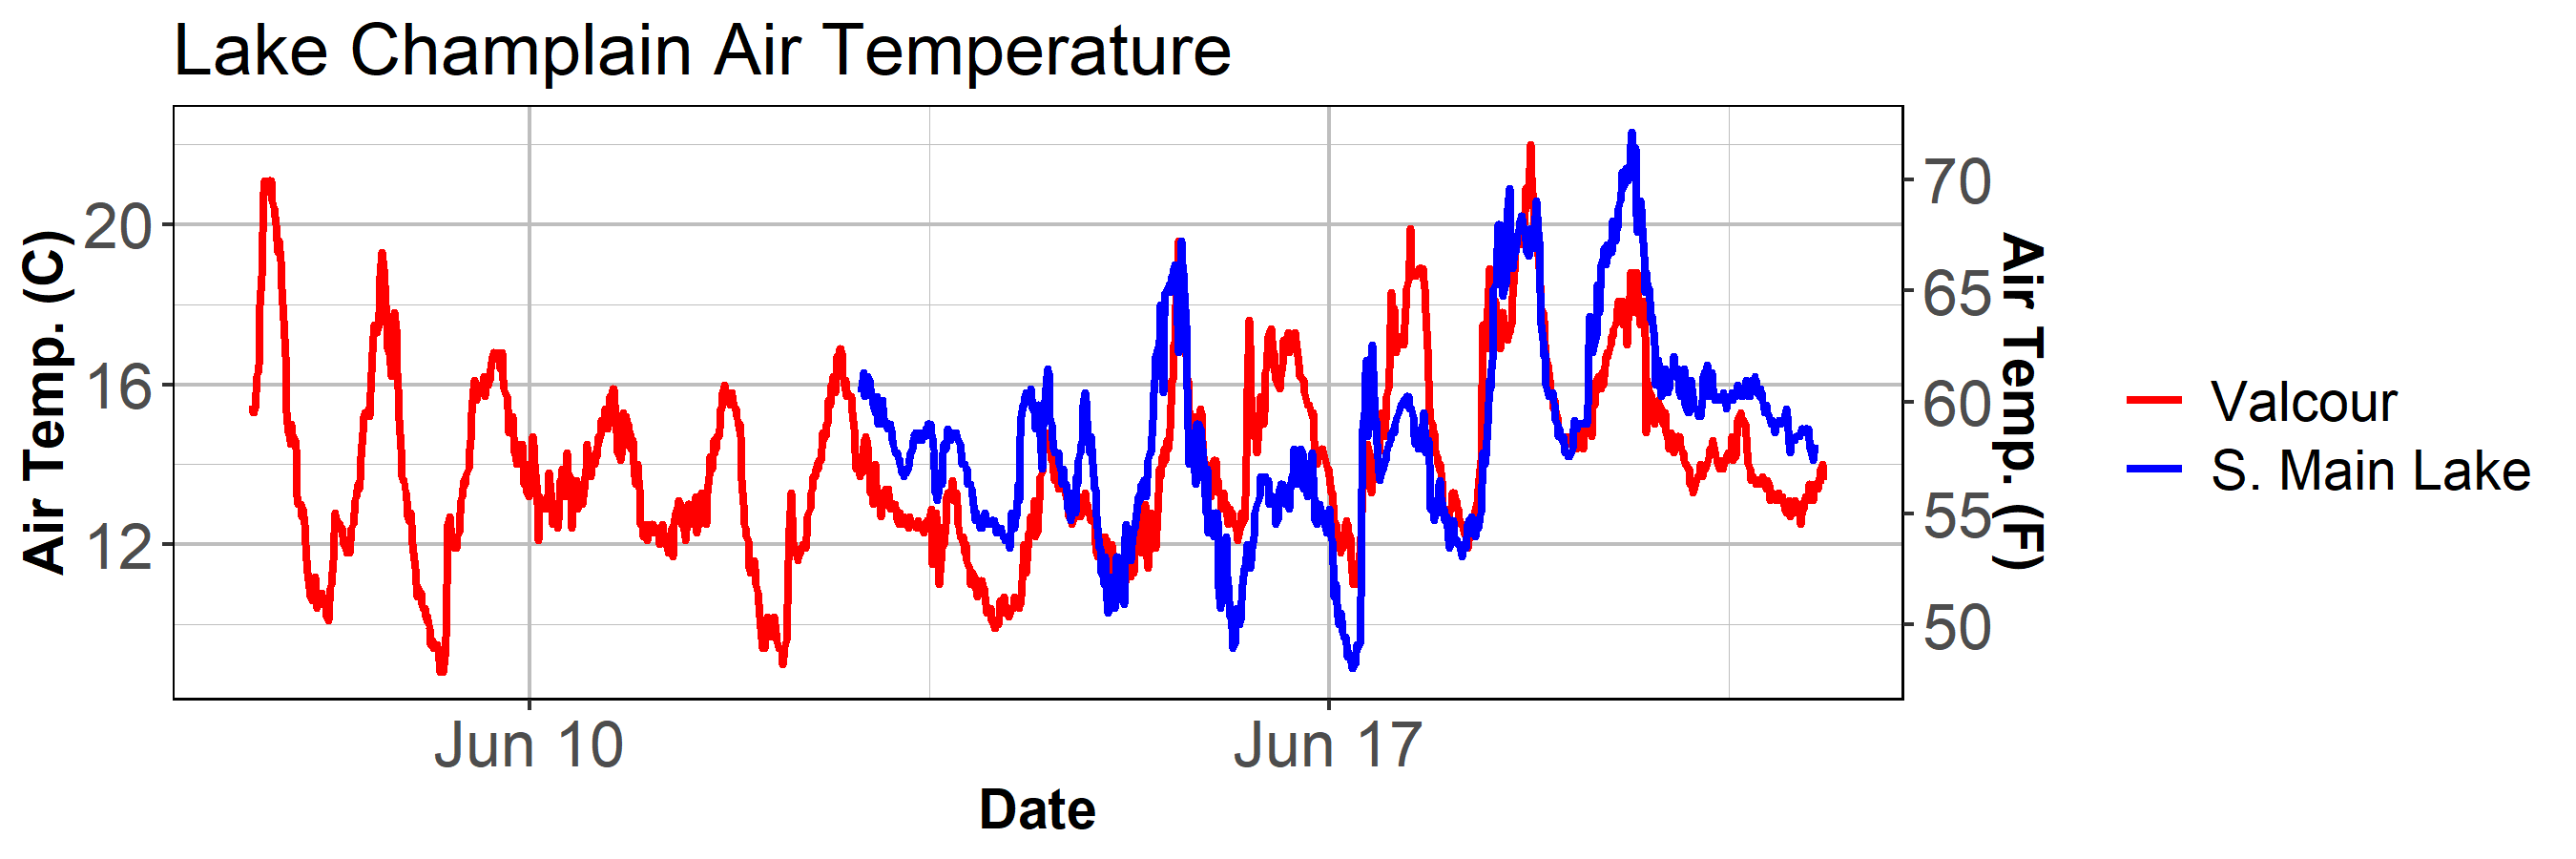 Lake Champlain Air Temperature
Air Temp. (C)
20
16
12
70
65
60
55
50
Air Temp. (F)
Jun 10
Jun 17
Date
Valcour
S. Main Lake